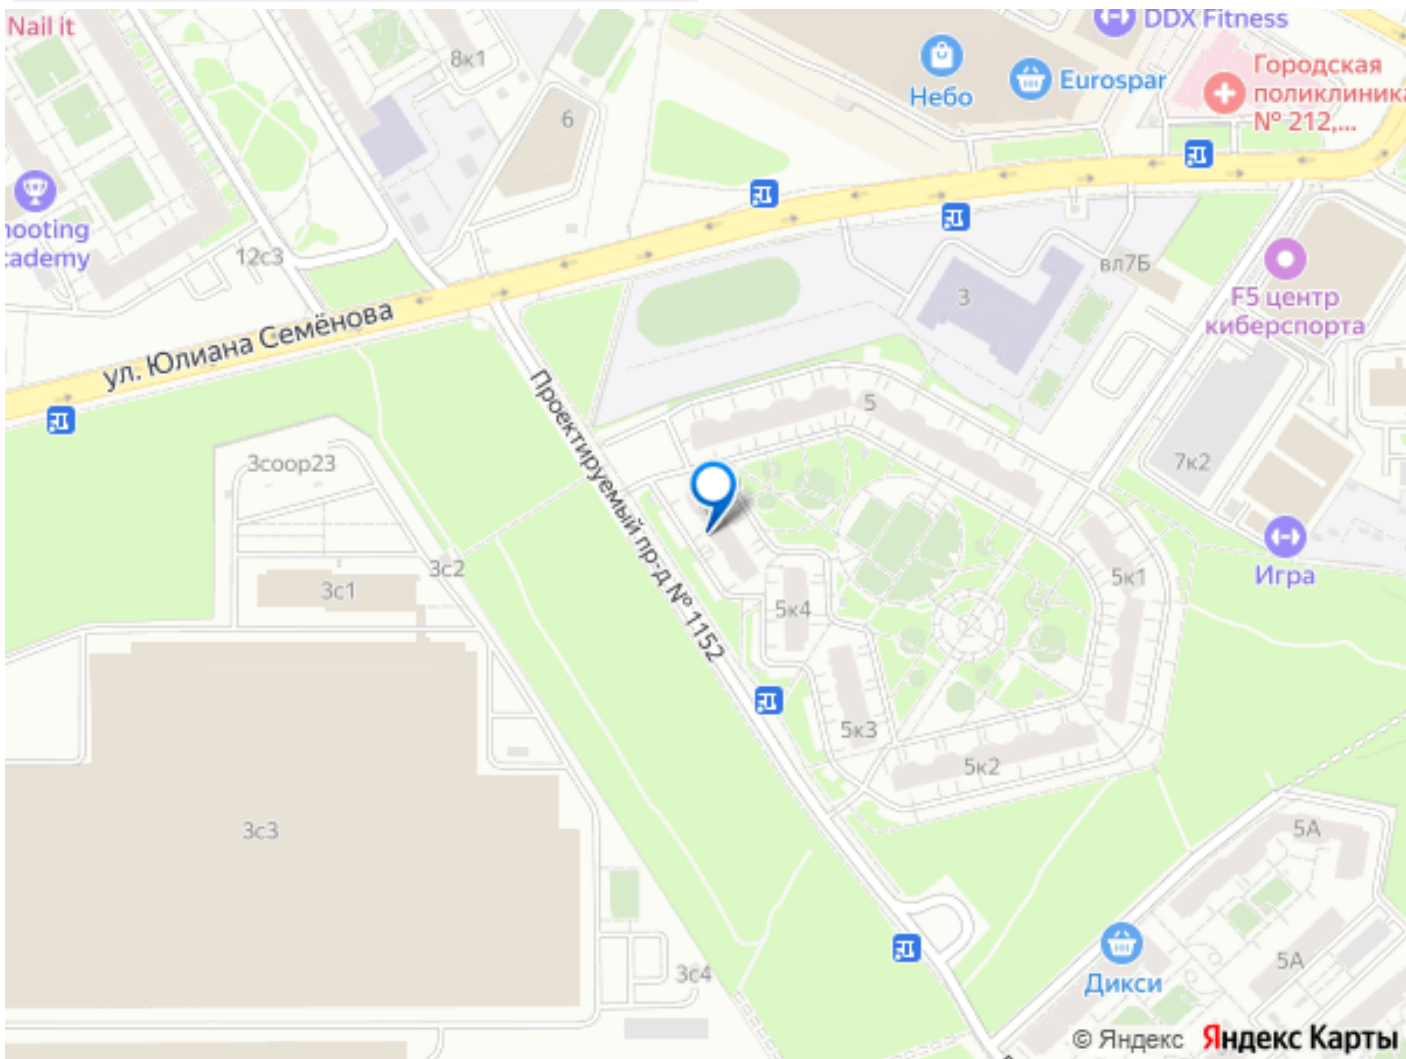 Nail it
DDX Fitness
8к1
Небо
Eurospar
Городская
поликлиника
№ 212,...
6
hooting
cademy
12с3
вл7Б
3
F5 центр
киберспорта
ул. Юлиана Семёнова
Проектируемый пр-д № 1152
5
3соор23
7к2
3с2
3с1
5к1
Игра
5к4
5к3
5к2
3с3
5А
5А
3с4
Дикси
© Яндекс Яндекс Карты